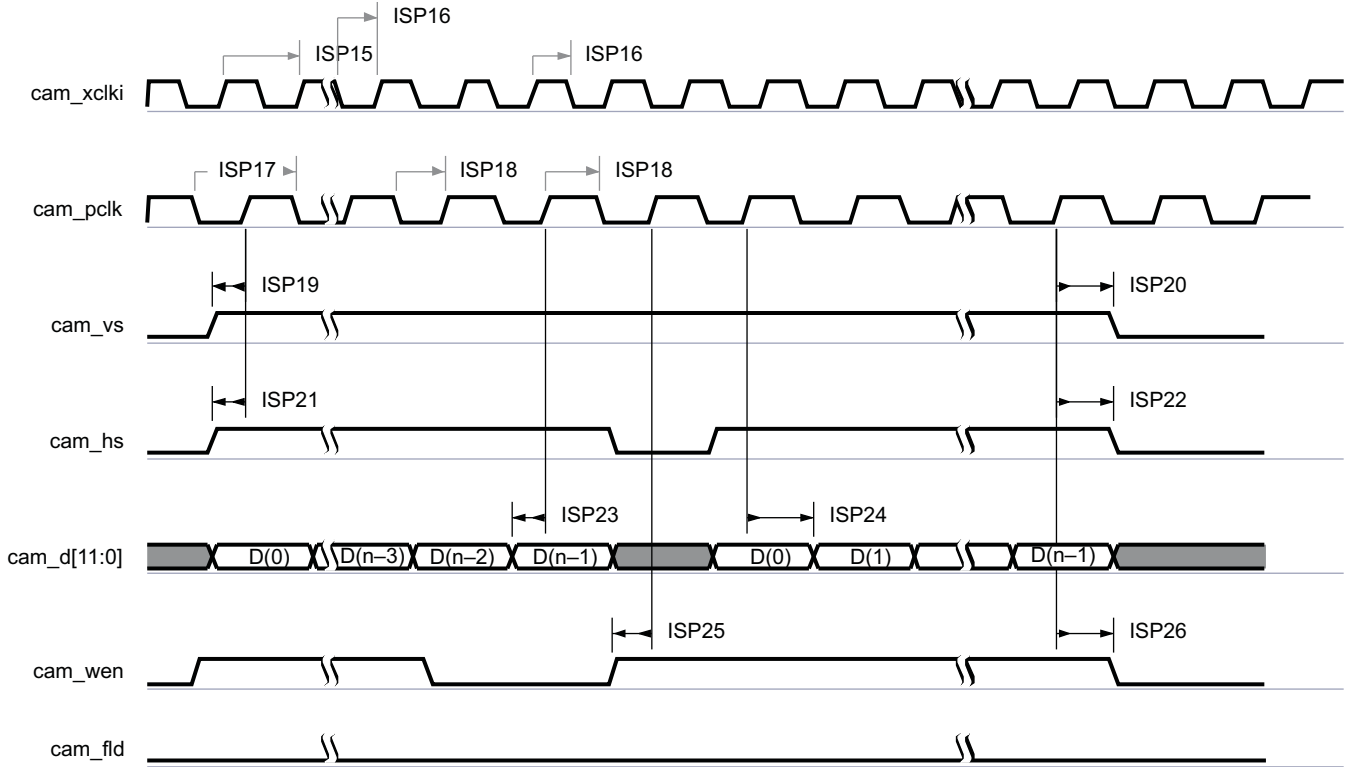 ISP16
ISP15
ISP16
cam_xclki
ISP17
ISP18
ISP18
cam_pclk
ISP19
ISP20
cam_vs
ISP21
ISP22
cam_hs
ISP23
ISP24
cam_d[11:0]
D(0)
D(n–3)
D(n–2)
D(n–1)
D(0)
D(1)
D(n–1)
ISP25
ISP26
cam_wen
cam_fld